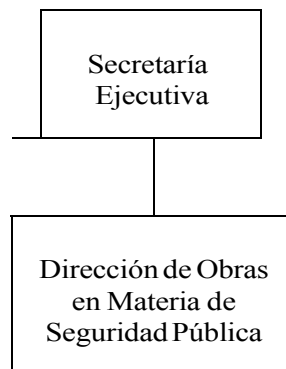 Secretaría
Ejecutiva
Dirección de Obras
en Materia de
Seguridad Pública